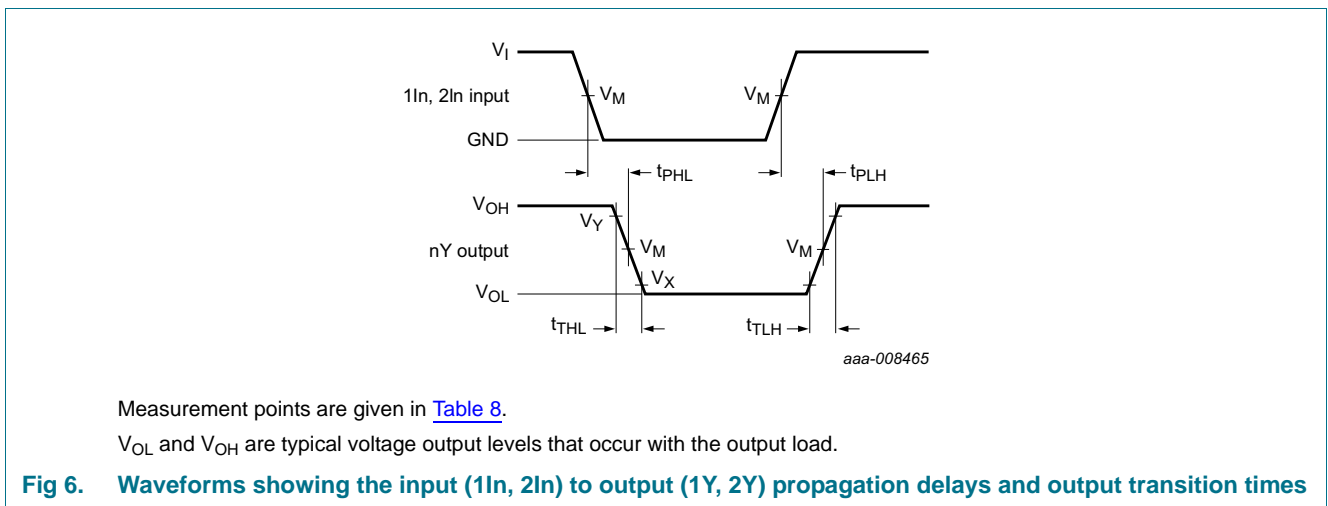 V_I
1In, 2In input V_M V_M
GND
t_PHL t_PLH
V_OH
V_Y
nY output V_M V_M
V_X
V_OL
t_THL t_TLH
aaa-008465
Measurement points are given in Table 8.
V_OL and V_OH are typical voltage output levels that occur with the output load.
Fig 6. Waveforms showing the input (1In, 2In) to output (1Y, 2Y) propagation delays and output transition times